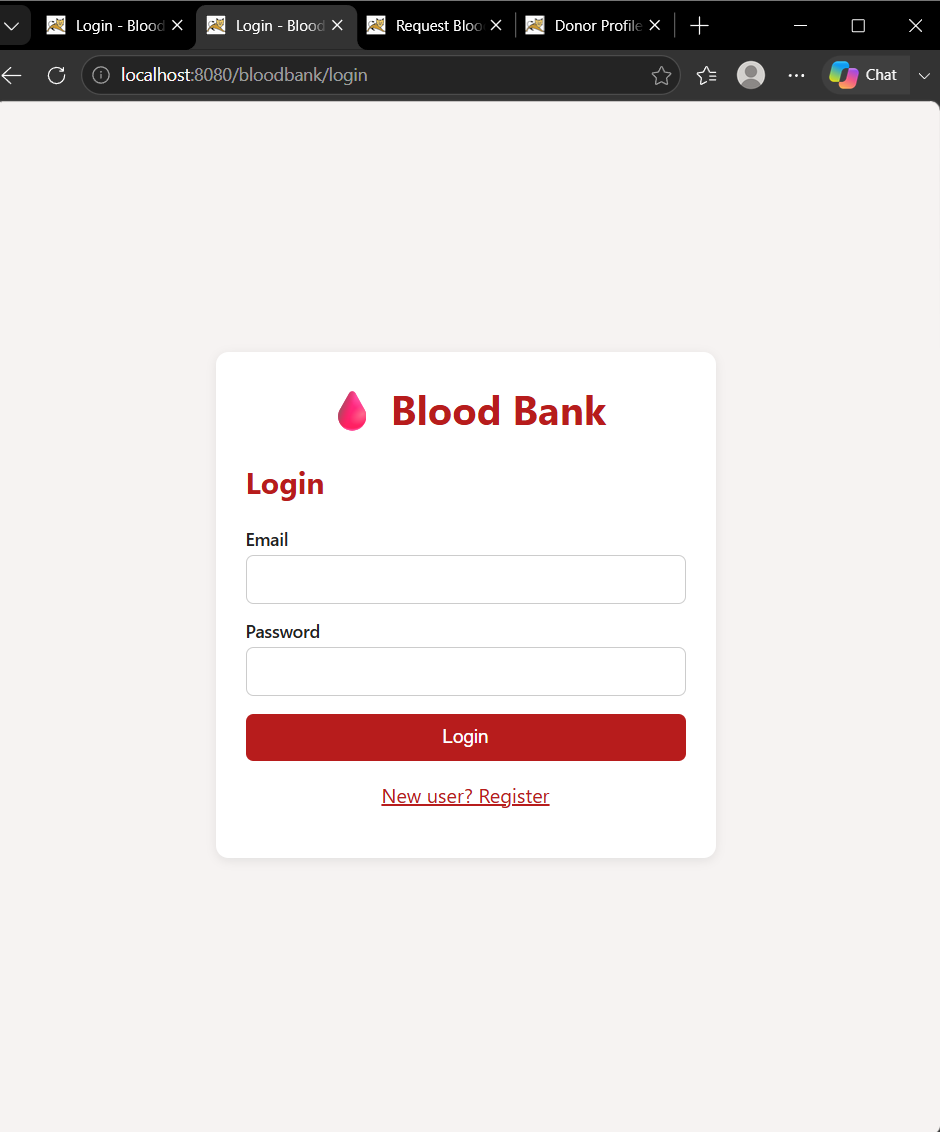 Login - Blood
Login - Blood
Request Bloo
Donor Profile
localhost:8080/bloodbank/login
Chat
Blood Bank
Login
Email
Password
Login
New user? Register